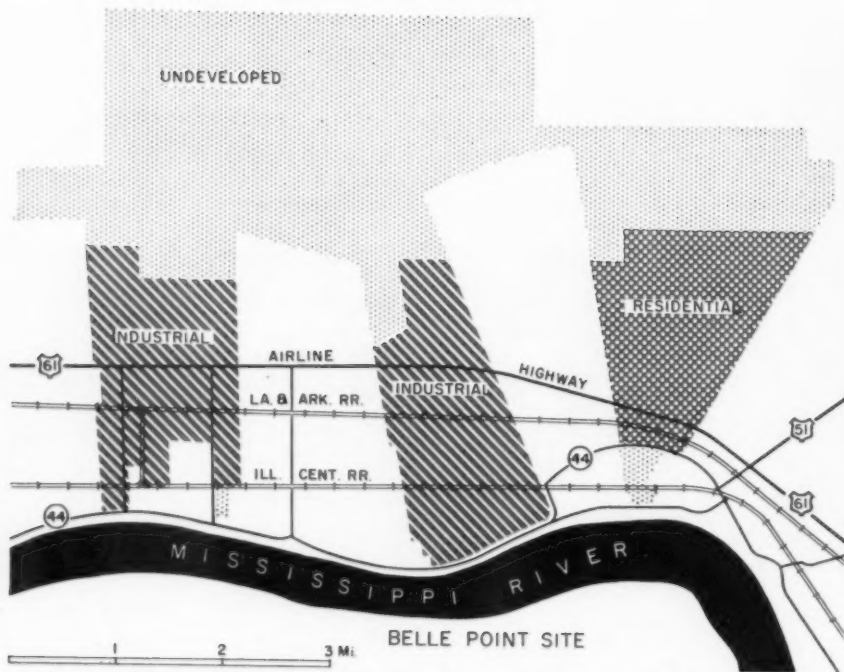 UNDEVELOPED
RESIDENTIAL
NDUSTRIAL
AIRLINE
HIGHWAY
61
INDUSTRIAL
LA. & ARK. RR.
51
44
ILL. CENT. RR.
61
44
MISSISSIPPI RIVER
BELLE POINT SITE
1 2 3 Mi.